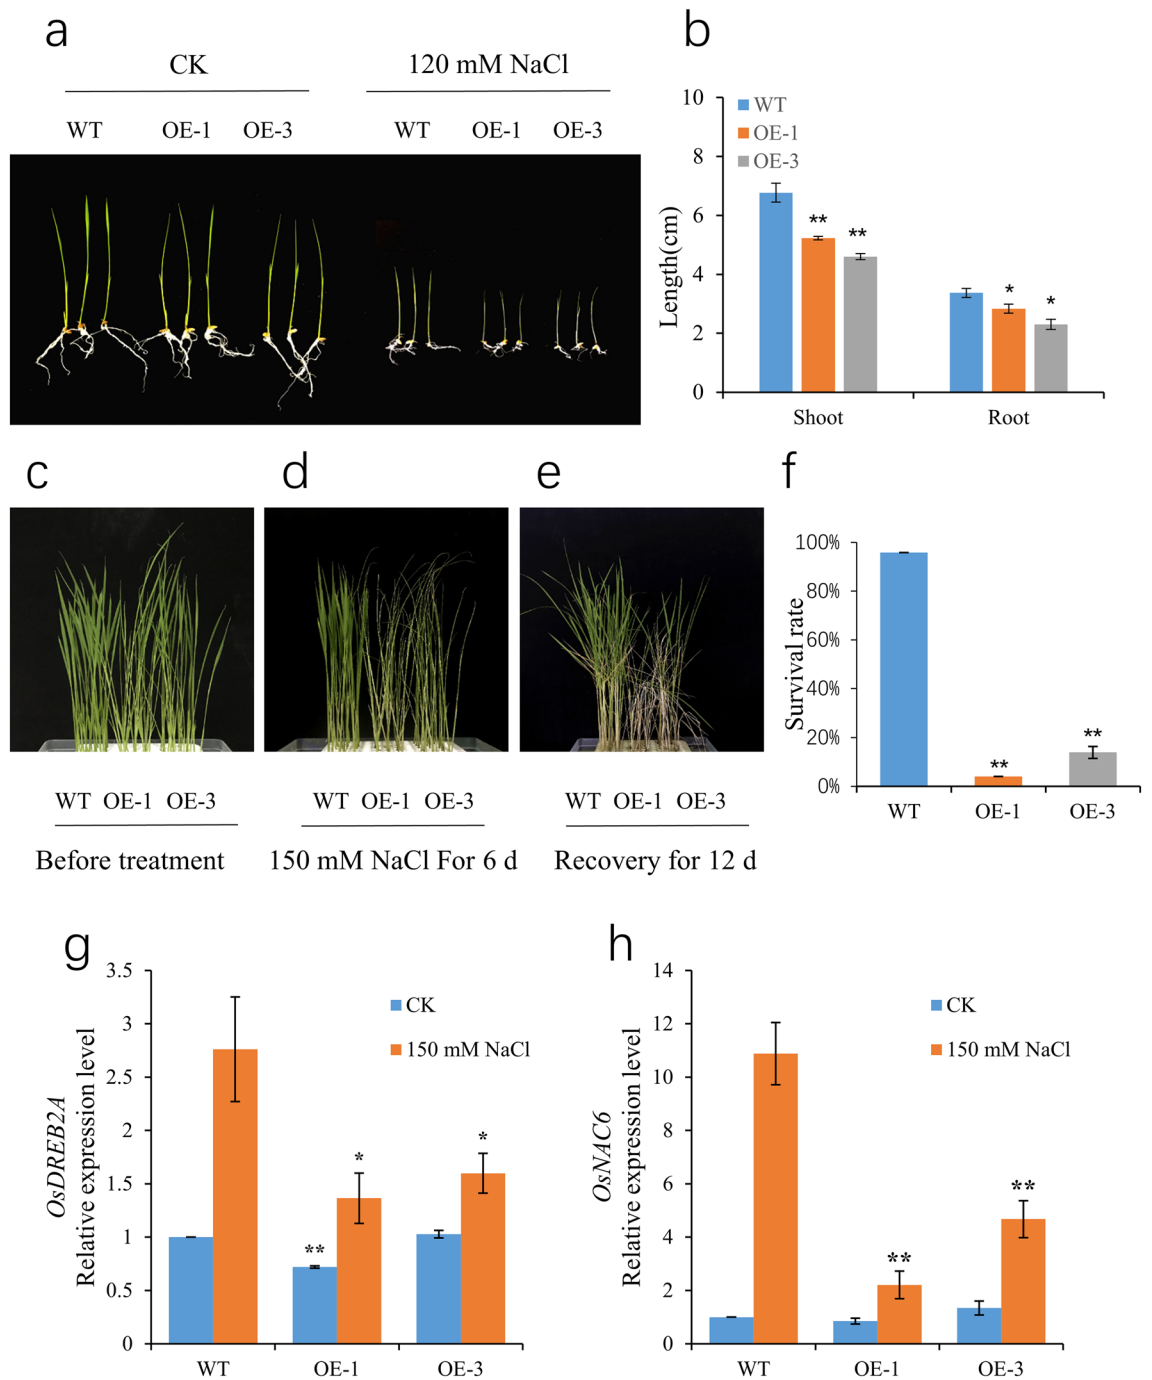 a
CK
120 mM NaCl
WT OE-1 OE-3
WT OE-1 OE-3
b
10
8
6
4
2
0
Length(cm)
WT
OE-1
OE-3
**
**
*
*
Shoot
Root
c
WT OE-1 OE-3
Before treatment
d
WT OE-1 OE-3
150 mM NaCl For 6 d
e
WT OE-1 OE-3
Recovery for 12 d
f
100%
80%
60%
40%
20%
0%
Survival rate
**
**
WT
OE-1
OE-3
g
3.5
3
2.5
2
1.5
1
0.5
0
OsDREB2A
Relative expression level
CK
150 mM NaCl
**
*
*
WT
OE-1
OE-3
h
14
12
10
8
6
4
2
0
OsNAC6
Relative expression level
CK
150 mM NaCl
**
**
WT
OE-1
OE-3